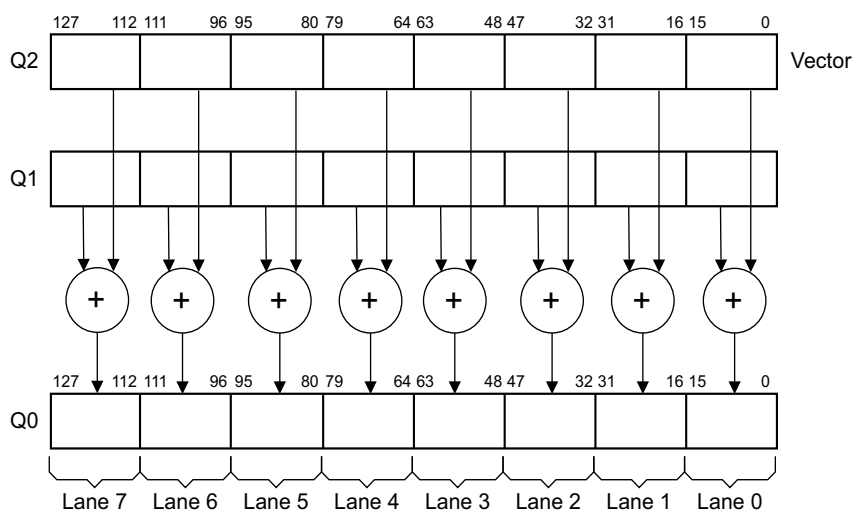 127 112 111 96 95 80 79 64 63 48 47 32 31 16 15 0
Q2 Vector
Q1
+ + + + + + + +
127 112 111 96 95 80 79 64 63 48 47 32 31 16 15 0
Q0
Lane 7 Lane 6 Lane 5 Lane 4 Lane 3 Lane 2 Lane 1 Lane 0